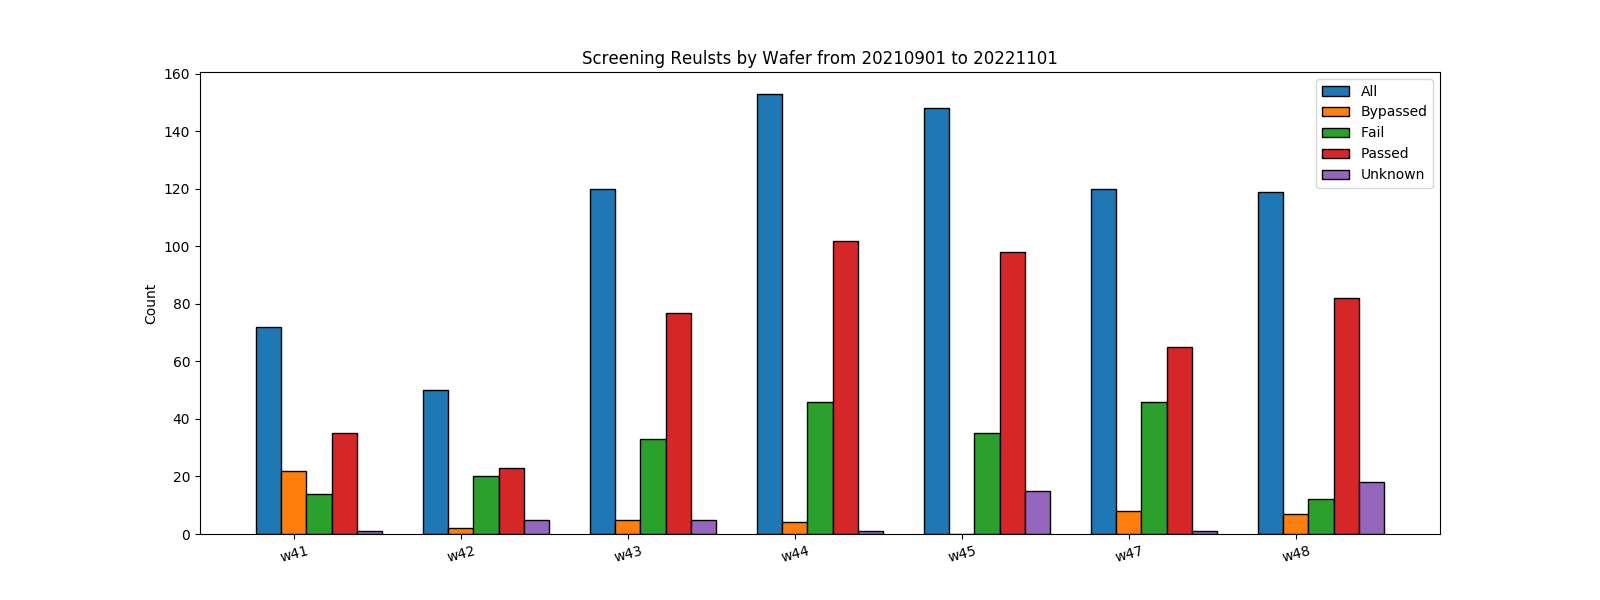 Screening Reulsts by Wafer from 20210901 to 20221101
160
140
120
100
80
60
40
20
0
Count
All
Bypassed
Fail
Passed
Unknown
w41
w42
w43
w44
w45
w47
w48